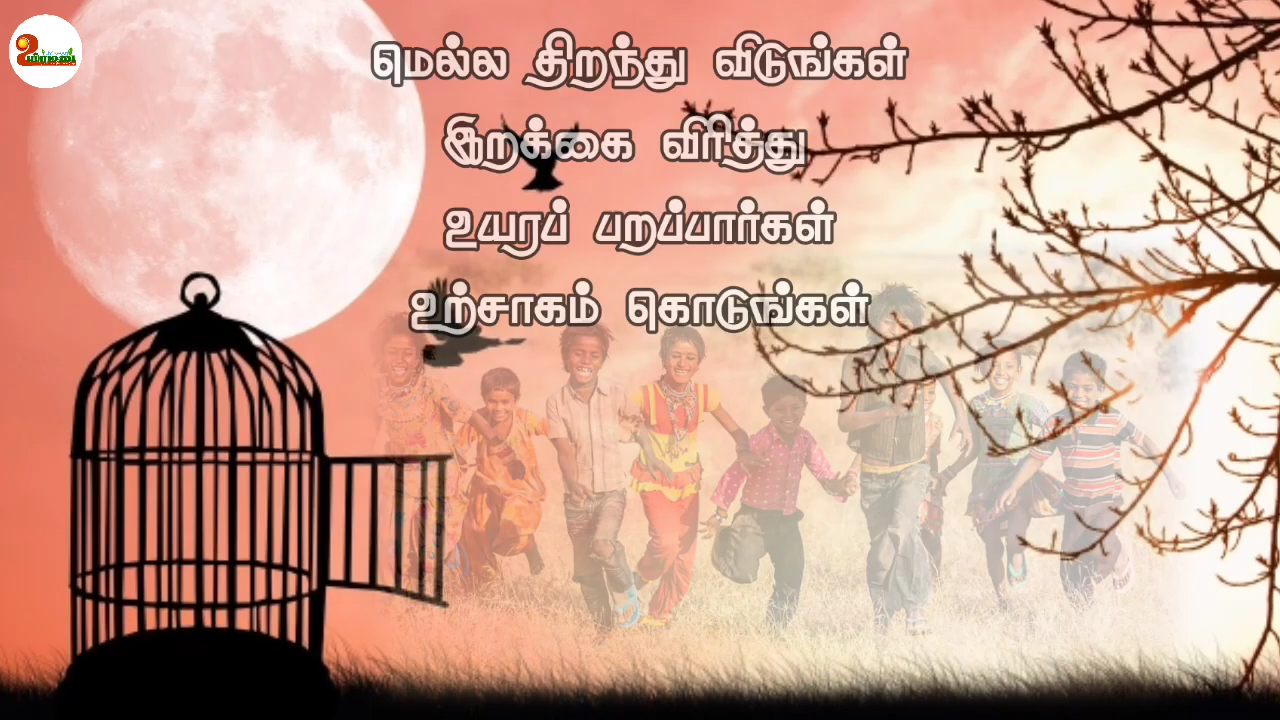 மெல்ல திறந்து விடுங்கள்
இறக்கை விரித்து
உயரப் பறப்பார்கள்
உற்சாகம் கொடுங்கள்